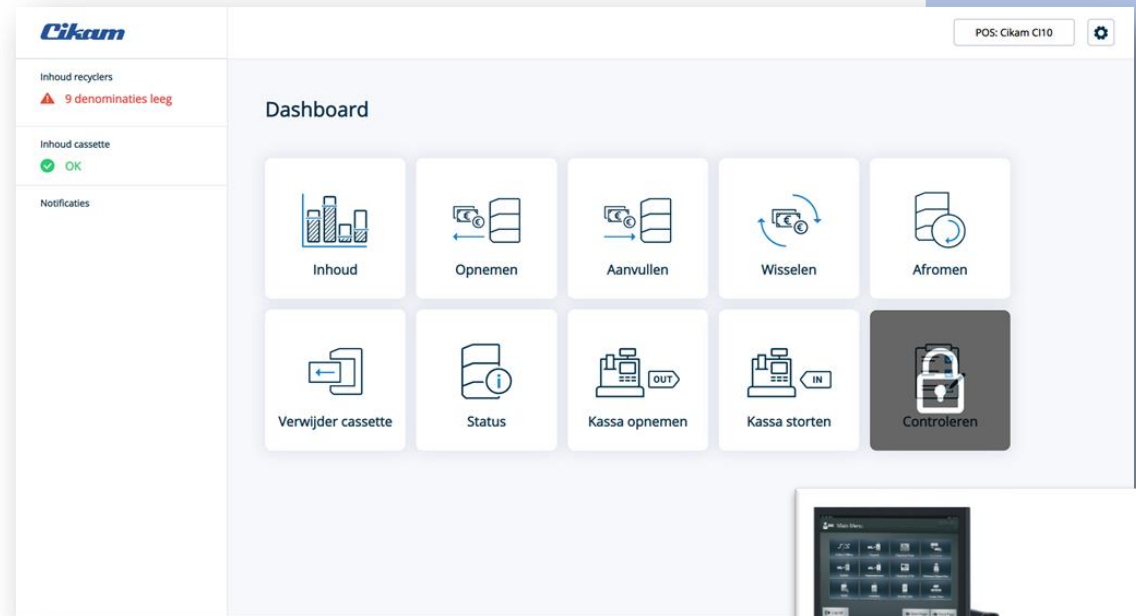 Cikam
POS: Cikam CI10
Inhoud recyclers
9 denominaties leeg
Inhoud cassette
OK
Notificaties
Dashboard
Inhoud
Opnemen
Aanvullen
Wisselen
Afromen
OUT
IN
Verwijder cassette
Status
Kassa opnemen
Kassa storten
Controleren
Main Menu